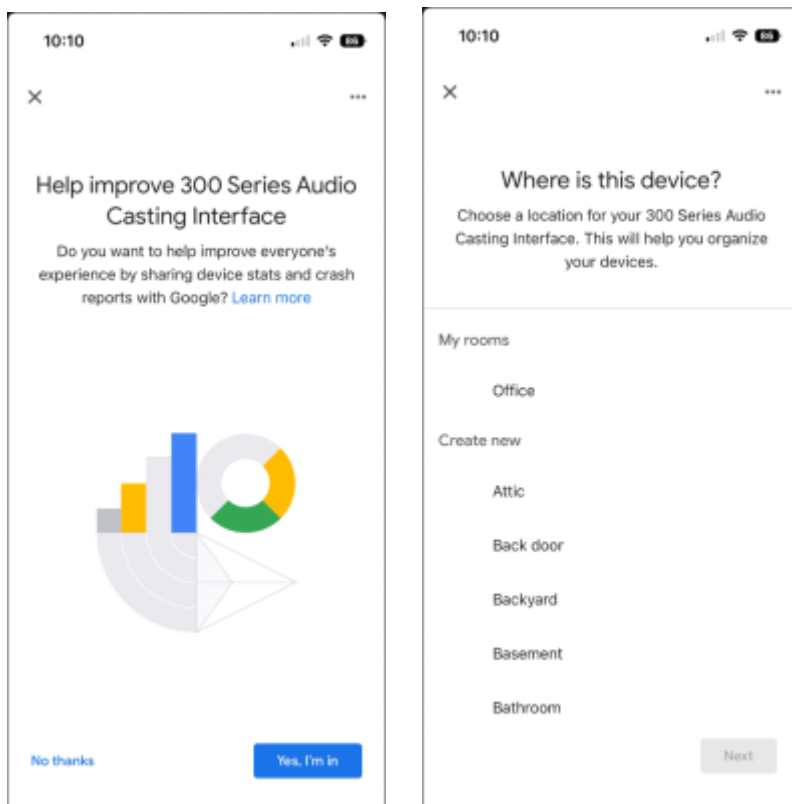 10:10
86
Help improve 300 Series Audio
Casting Interface
Do you want to help improve everyone's
experience by sharing device stats and crash
reports with Google? Learn more
No thanks
Yes, I'm in
10:10
86
Where is this device?
Choose a location for your 300 Series Audio
Casting Interface. This will help you organize
your devices.
My rooms
Office
Create new
Attic
Back door
Backyard
Basement
Bathroom
Next